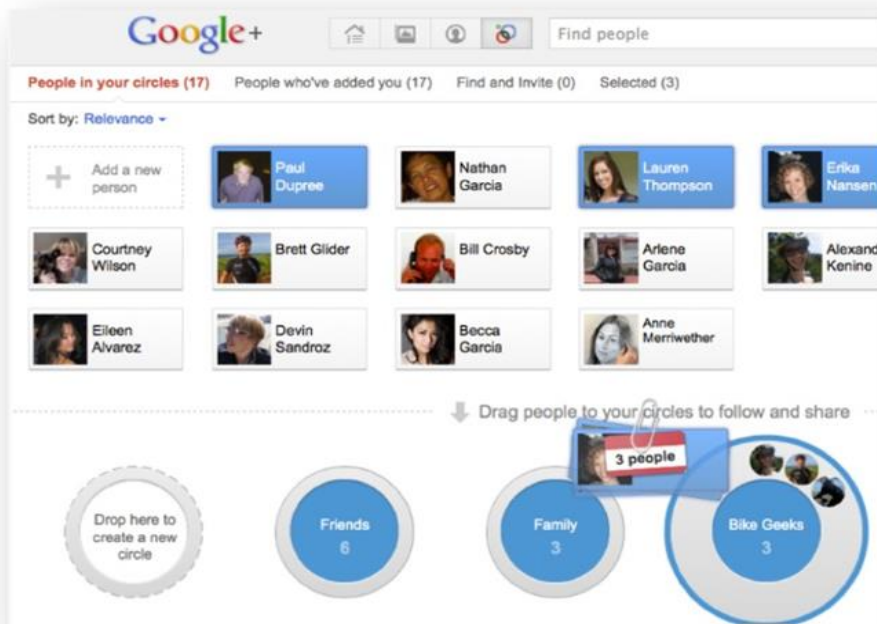 Google+
Find people
People in your circles (17) People who've added you (17) Find and Invite (0) Selected (3)
Sort by: Relevance
Add a new
person
Paul
Dupree
Nathan
Garcia
Lauren
Thompson
Erika
Nansen
Courtney
Wilson
Brett Glider
Bill Crosby
Arlene
Garcia
Alexand
Kenine
Eileen
Alvarez
Devin
Sandroz
Becca
Garcia
Anne
Merriwether
Drag people to your circles to follow and share
3 people
Drop here to
create a new
circle
Friends
6
Family
3
Bike Geeks
3